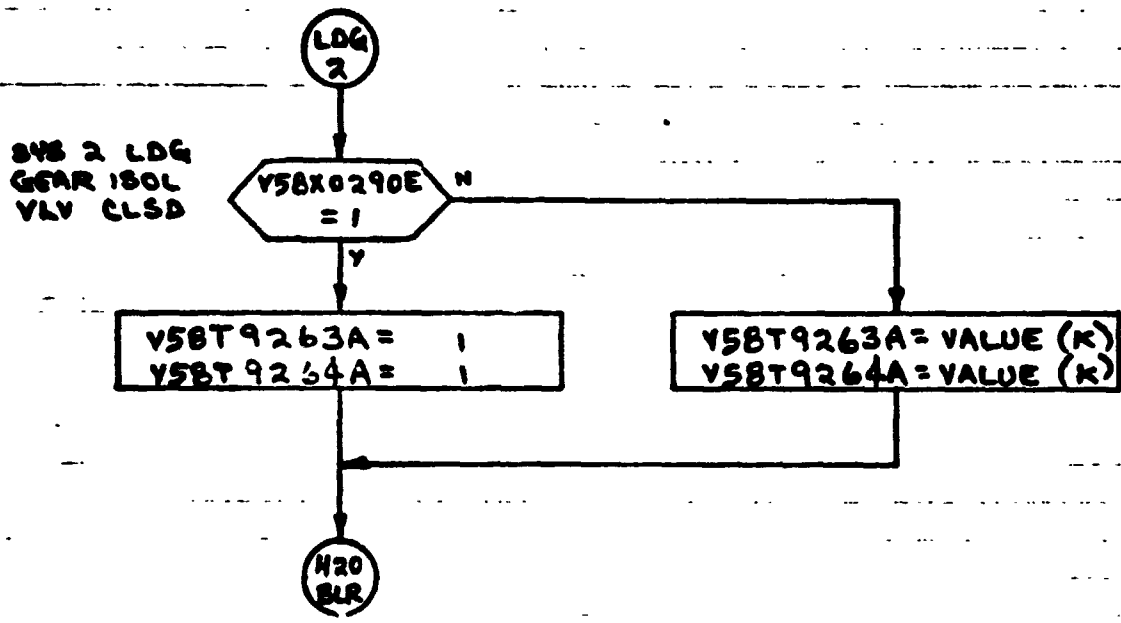 LDG
2
SYS 2 LDG
GEAR ISOL
VLV CLSD
V58X0290E
= 1
N
Y
V58T9263A= 1
V58T9264A= 1
V58T9263A=VALUE (K)
V58T9264A=VALUE (K)
H20
BLR